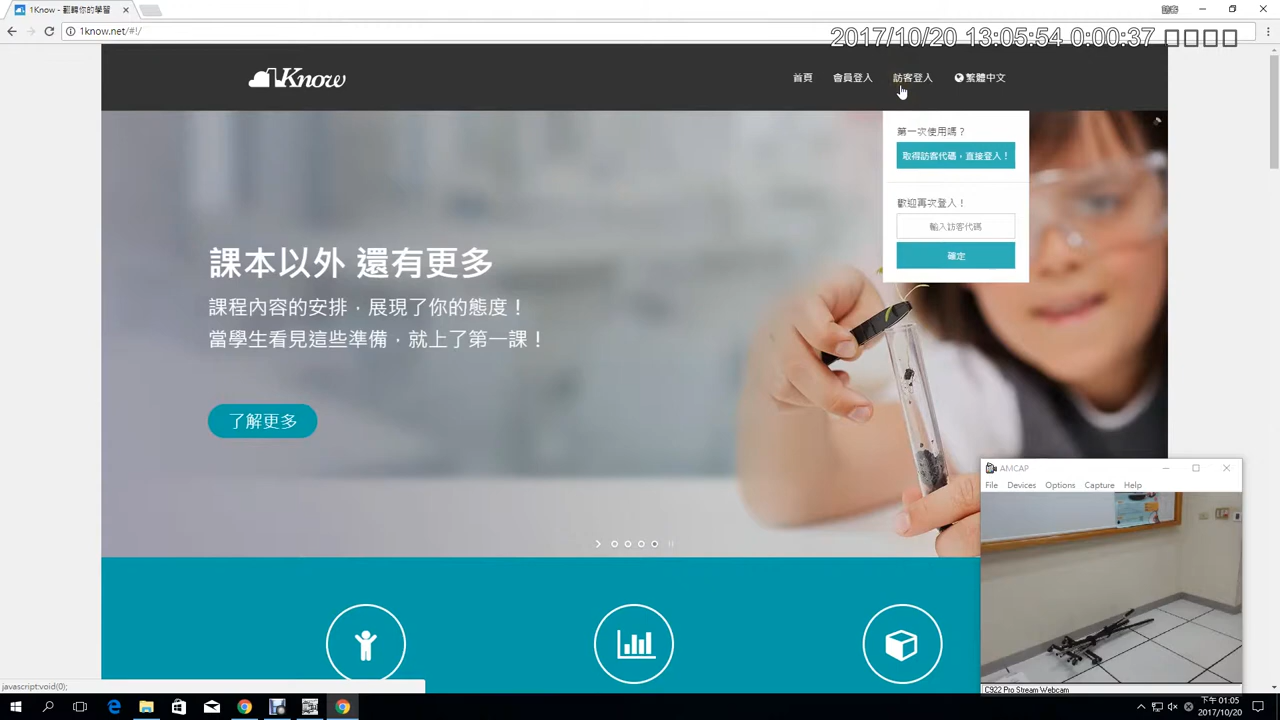 1Know - 翻轉你的學習
訪客
1know.net/#!/
2017/10/20 13:05:54 0:00:37
1Know
首頁
會員登入
訪客登入
繁體中文
第一次使用嗎？
取得訪客代碼，直接登入！
歡迎再次登入！
輸入訪客代碼
確定
課本以外 還有更多
課程內容的安排，展現了你的態度！
當學生看見這些準備，就上了第一課！
了解更多
AMCAP
File Devices Options Capture Help
C922 Pro Stream Webcam
javascript:void(0);
下午 01:05
2017/10/20